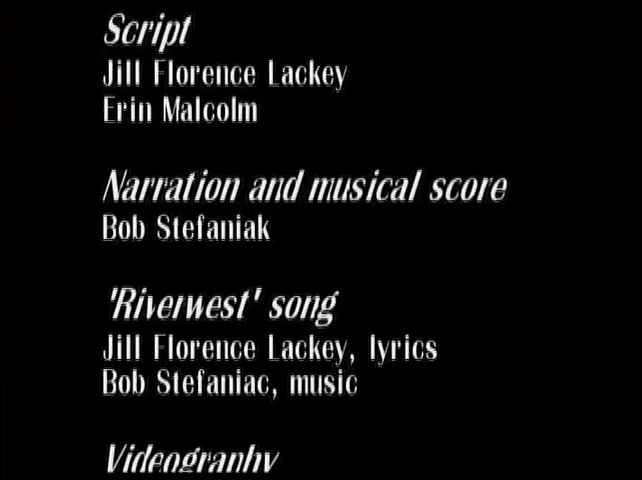 Script
Jill Florence Lackey
Erin Malcolm
Narration and musical score
Bob Stefaniak
'Riverwest' song
Jill Florence Lackey, lyrics
Bob Stefaniac, music
Videography